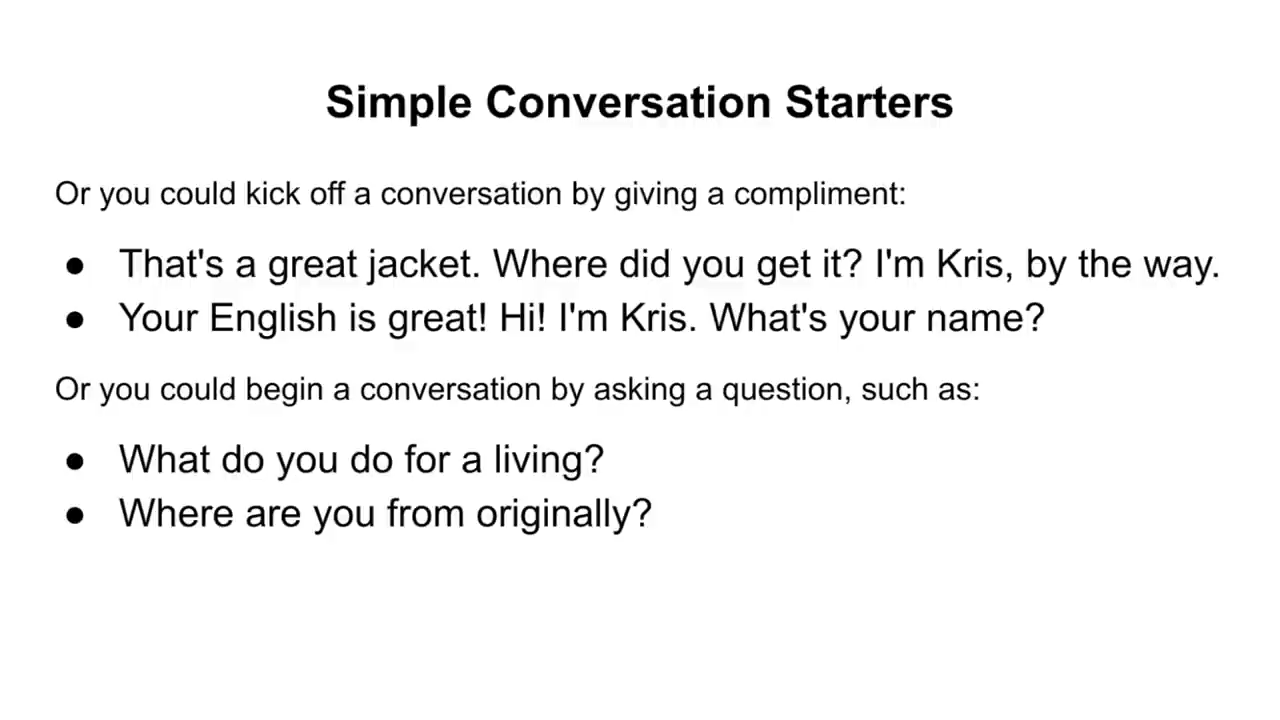 Simple Conversation Starters
Or you could kick off a conversation by giving a compliment:
● That's a great jacket. Where did you get it? I'm Kris, by the way.
● Your English is great! Hi! I'm Kris. What's your name?
Or you could begin a conversation by asking a question, such as:
● What do you do for a living?
● Where are you from originally?